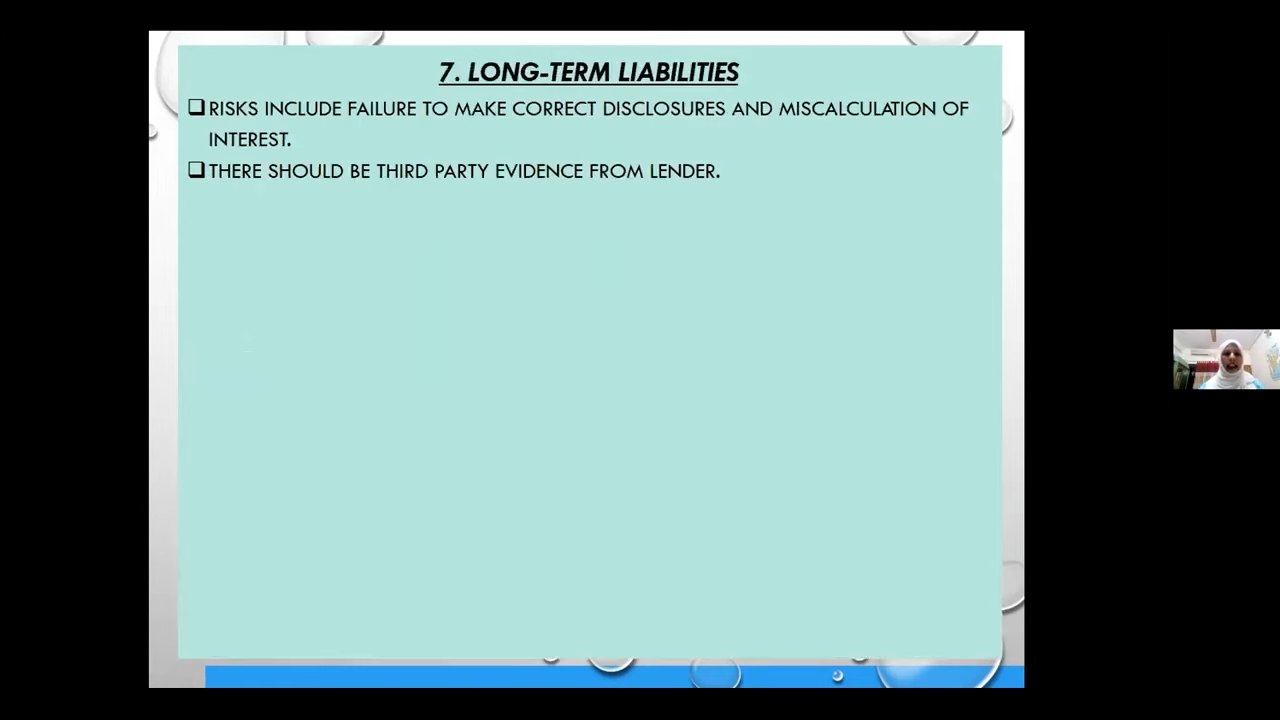 7. LONG-TERM LIABILITIES
RISKS INCLUDE FAILURE TO MAKE CORRECT DISCLOSURES AND MISCALCULATION OF
INTEREST.
THERE SHOULD BE THIRD PARTY EVIDENCE FROM LENDER.